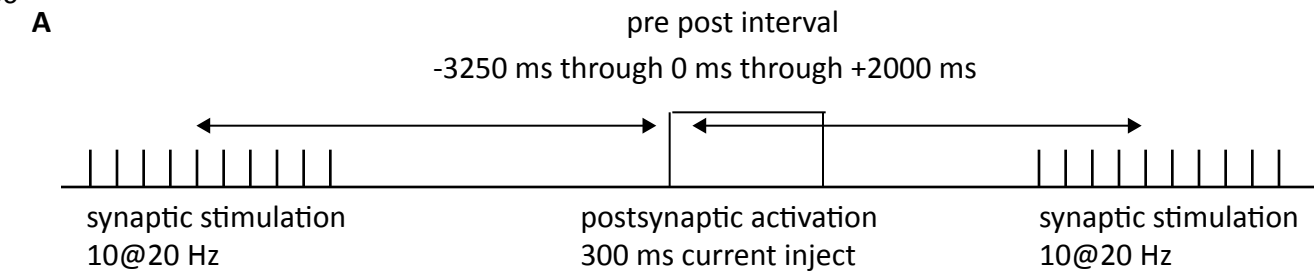 A
pre post interval
-3250 ms through 0 ms through +2000 ms
synaptic stimulation
10@20 Hz
postsynaptic activation
300 ms current inject
synaptic stimulation
10@20 Hz